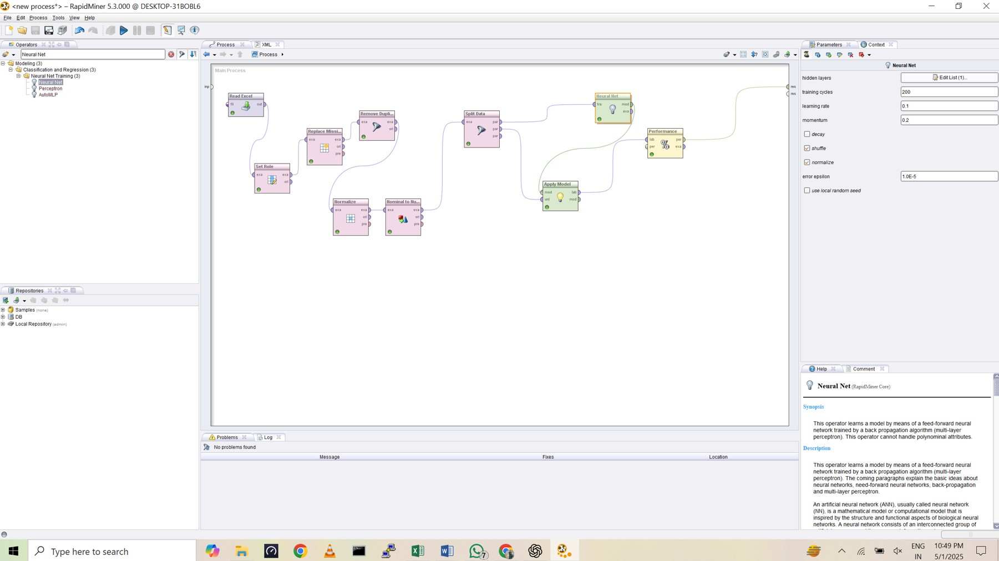 <new process*> – RapidMiner 5.3.000 @ DESKTOP-31BOBL6
File Edit Process Tools View Help
Operators
Neural Net
Modeling (3)
Classification and Regression (3)
Neural Net Training (3)
Neural Net
Perceptron
AutoMLP
Repositories
Samples (none)
DB
Local Repository (admin)
Process XML
Process
Main Process
inp
res
res
Read Excel
fil out
Set Role
exa exa
ori
Replace Missi...
exa exa
ori
pre
Remove Dupli...
exa exa
ori
Normalize
exa exa
ori
pre
Nominal to Nu...
exa exa
ori
pre
Split Data
exa par
par
par
Neural Net
tra mod
exa
Apply Model
mod lab
unl mod
Performance
lab per
per exa
Problems Log
No problems found
Message Fixes Location
Parameters Context
Neural Net
hidden layers Edit List (1)...
training cycles 200
learning rate 0.1
momentum 0.2
decay
shuffle
normalize
error epsilon 1.0E-5
use local random seed
Help Comment
Neural Net (RapidMiner Core)
Synopsis
This operator learns a model by means of a feed-forward neural
network trained by a back propagation algorithm (multi-layer
perceptron). This operator cannot handle polynominal attributes.
Description
This operator learns a model by means of a feed-forward neural
network trained by a back propagation algorithm (multi-layer
perceptron). The coming paragraphs explain the basic ideas about
neural networks, need-forward neural networks, back-propagation
and multi-layer perceptron.
An artificial neural network (ANN), usually called neural network
(NN), is a mathematical model or computational model that is
inspired by the structure and functional aspects of biological neural
networks. A neural network consists of an interconnected group of
Type here to search
7
ENG
IN
10:49 PM
5/1/2025